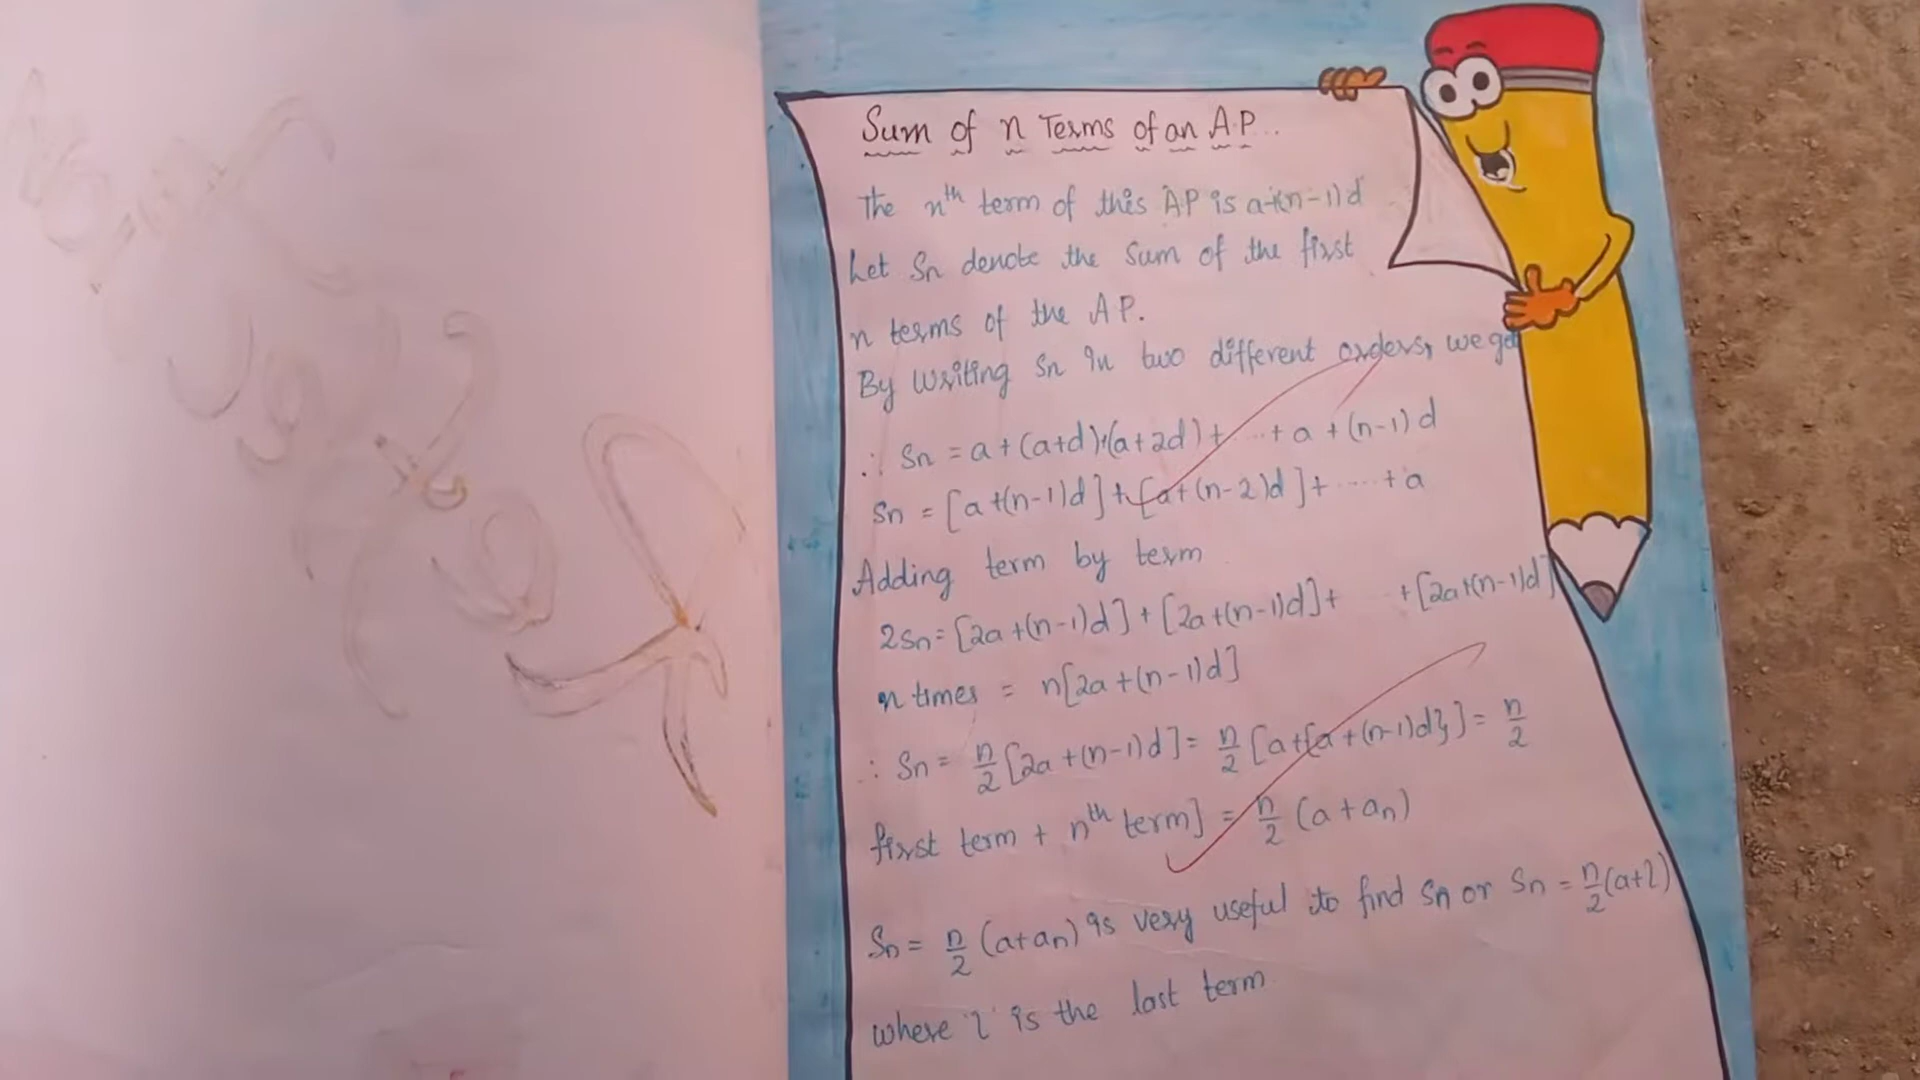 Sum of n Terms of an A.P...
The nth term of this A.P is a+(n-1)d
Let Sn denote the Sum of the first
n terms of the A P.
By writing Sn in two different orders, we get
∴ Sn = a + (a+d)+(a+2d)+ ····+ a + (n-1) d
Sn = [a+(n-1)d]+[a+(n-2)d]+ ·····+ a
Adding term by term
2Sn = [2a+(n-1)d] + [2a+(n-1)d]+ +[2a+(n-1)d]
n times = n[2a+(n-1)d]
∴ Sn = n/2 [2a+(n-1)d] = n/2 [a+{a+(n-1)d}] = n/2
first term + nth term] = n/2 (a+an)
Sn = n/2 (a+an) is very useful to find Sn or Sn = n/2 (a+l)
where 'l' is the last term